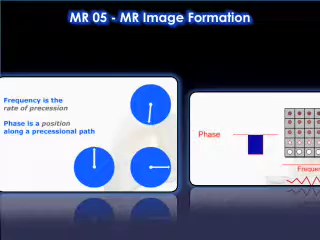 MR 05 - MR Image Formation
Frequency is the
rate of precession
Phase is a position
along a precessional path
Phase